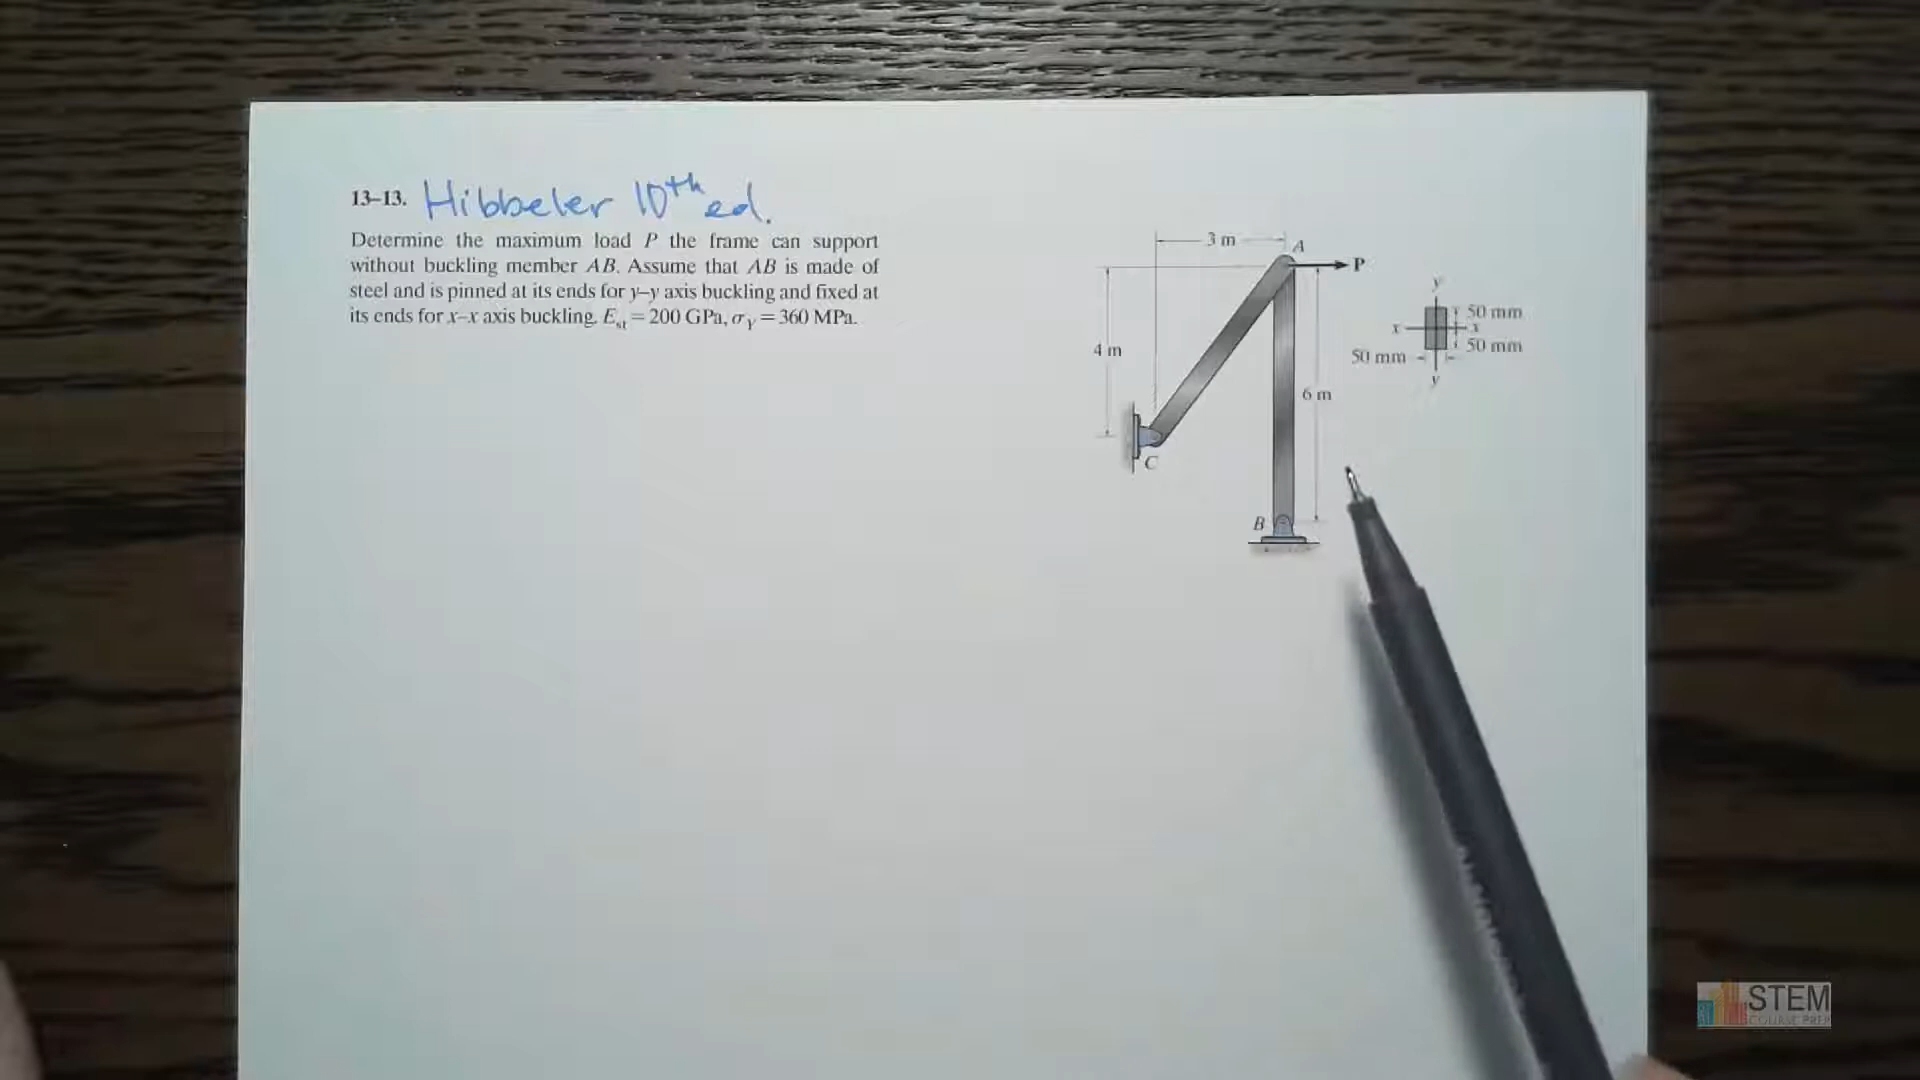 13–13. Hibbeler 10th ed.
Determine the maximum load P the frame can support
without buckling member AB. Assume that AB is made of
steel and is pinned at its ends for y–y axis buckling and fixed at
its ends for x–x axis buckling. Est = 200 GPa, σY = 360 MPa.
3 m
A
P
4 m
C
6 m
B
y
50 mm
x
x
50 mm
50 mm
y
STEM
COURSE PREP